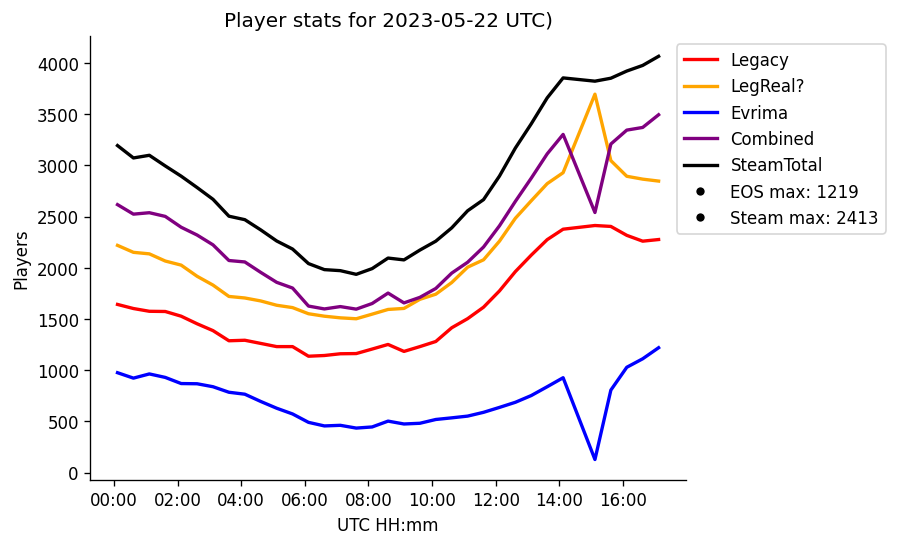 Player stats for 2023-05-22 UTC)
Players
4000
3500
3000
2500
2000
1500
1000
500
0
00:00 02:00 04:00 06:00 08:00 10:00 12:00 14:00 16:00
UTC HH:mm
Legacy
LegReal?
Evrima
Combined
SteamTotal
EOS max: 1219
Steam max: 2413